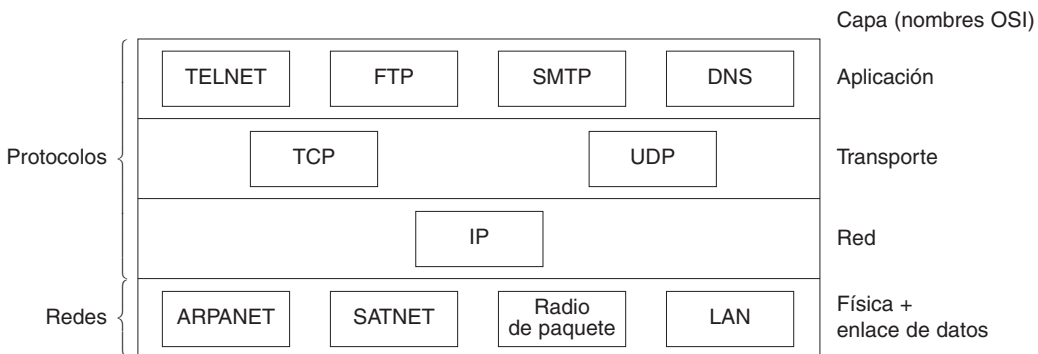 Capa (nombres OSI)
TELNET FTP SMTP DNS Aplicación
Protocolos TCP UDP Transporte
IP Red
Redes ARPANET SATNET Radio de paquete LAN Física +
enlace de datos